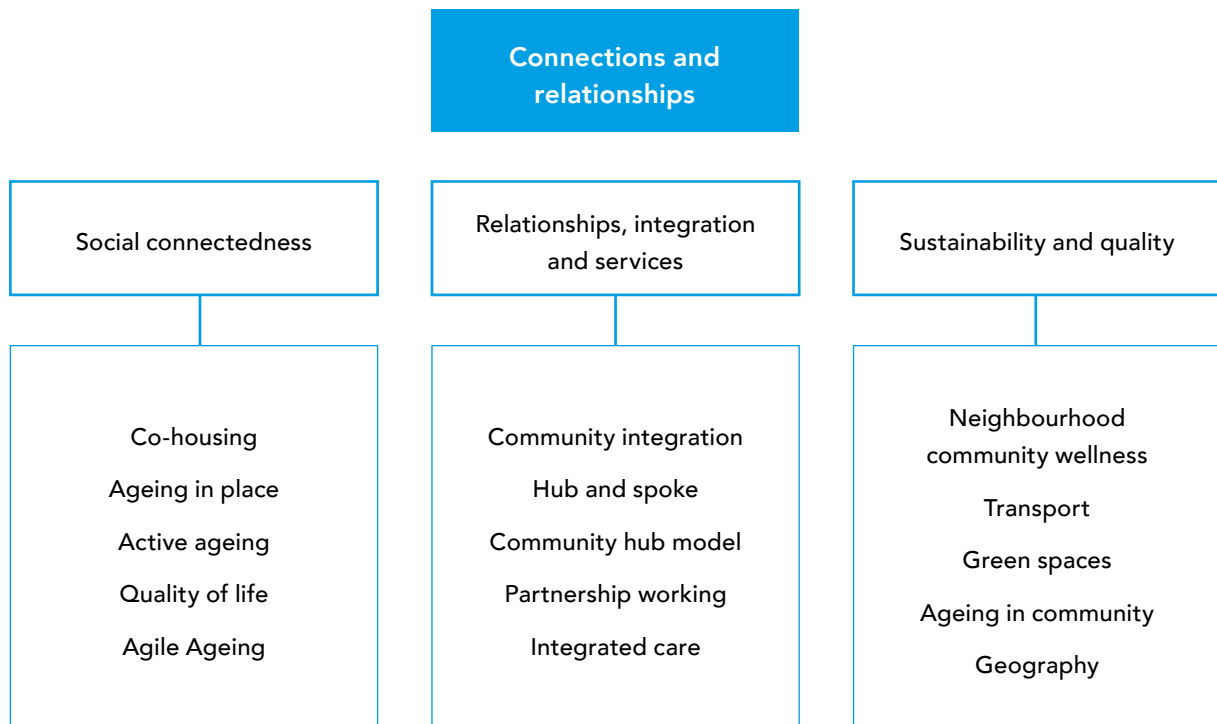 Connections and
relationships
Social connectedness
Relationships, integration
and services
Sustainability and quality
Co-housing
Ageing in place
Active ageing
Quality of life
Agile Ageing
Community integration
Hub and spoke
Community hub model
Partnership working
Integrated care
Neighbourhood
community wellness
Transport
Green spaces
Ageing in community
Geography